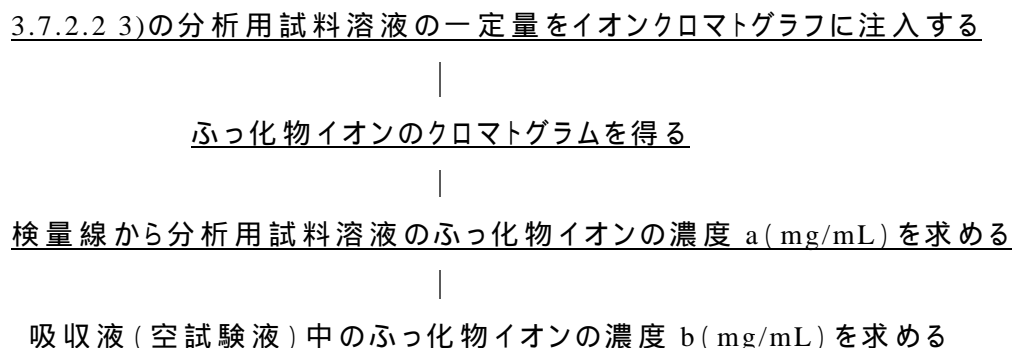 3.7.2.2 3)の分析用試料溶液の一定量をイオンクロマトグラフに注入する
ふっ化物イオンのクロマトグラムを得る
検量線から分析用試料溶液のふっ化物イオンの濃度 a(mg/mL)を求める
吸収液(空試験液)中のふっ化物イオンの濃度 b(mg/mL)を求める